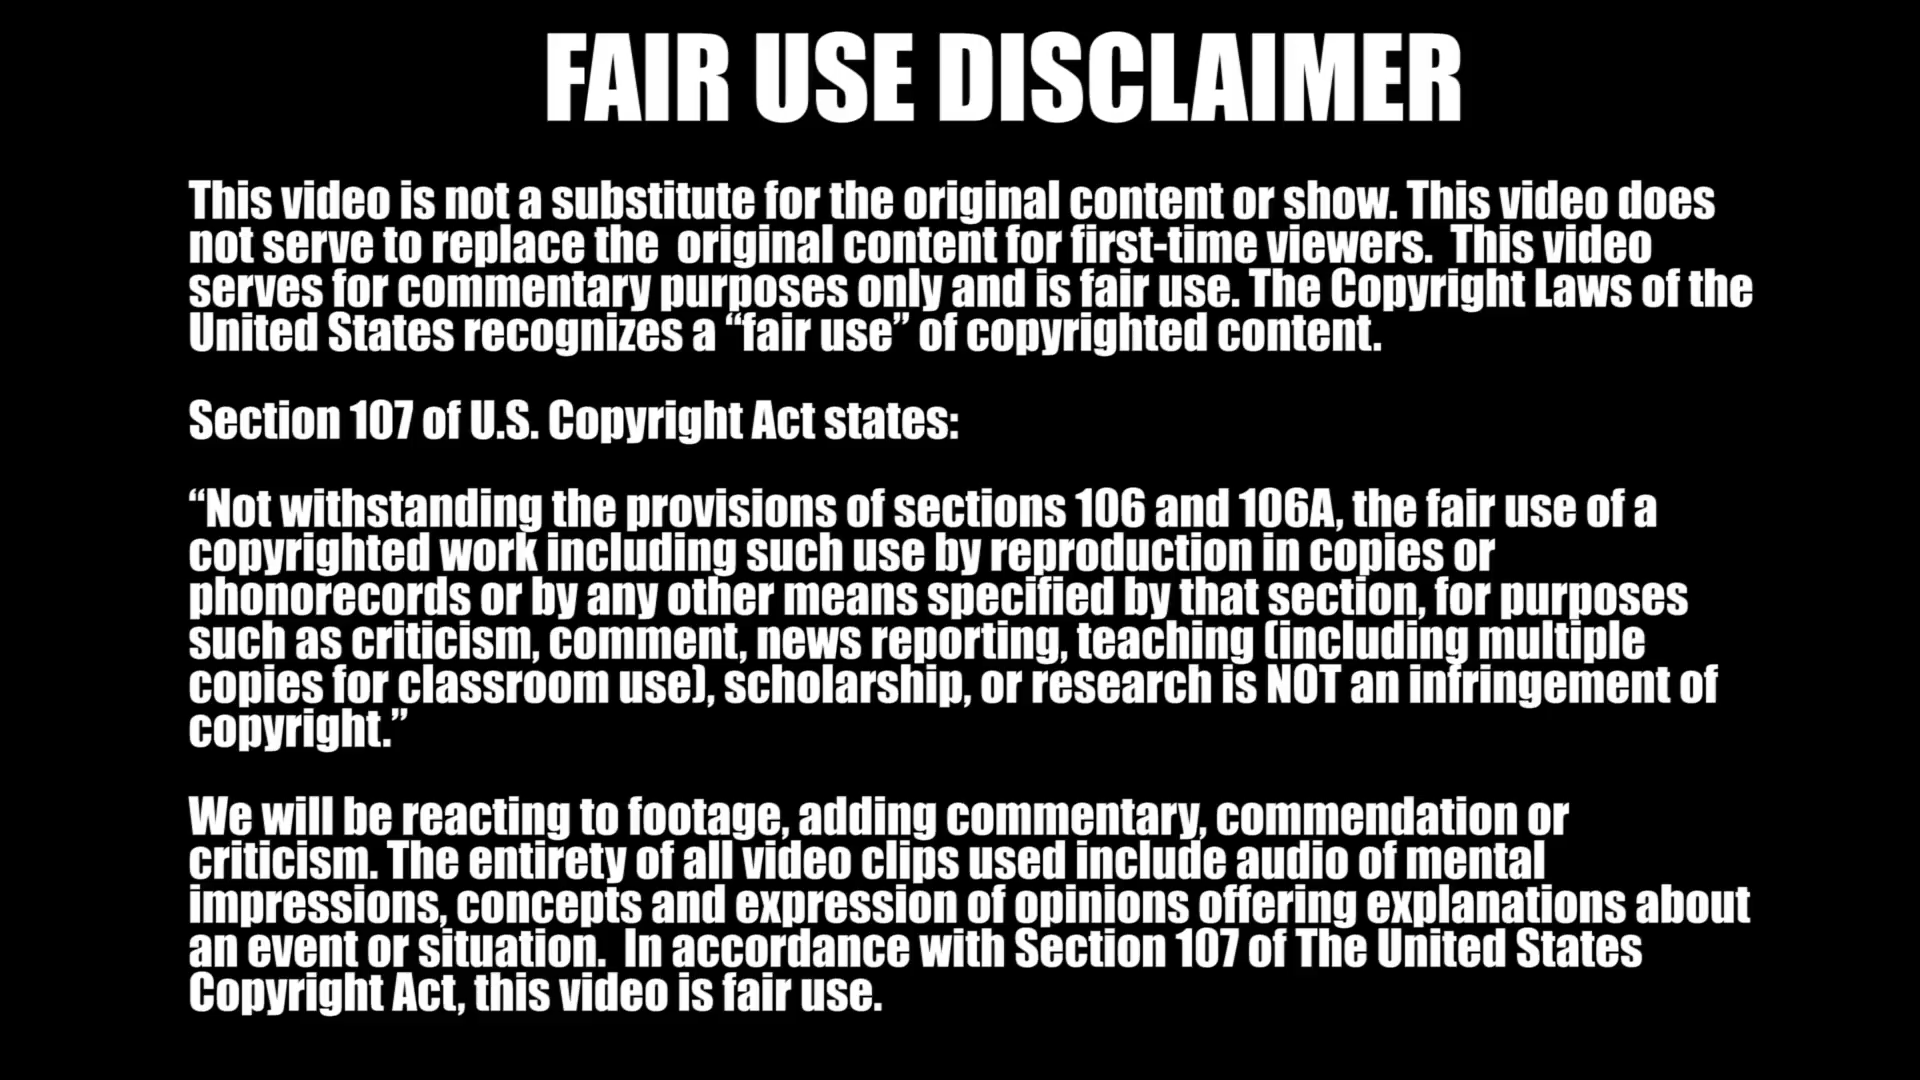 FAIR USE DISCLAIMER
This video is not a substitute for the original content or show. This video does
not serve to replace the  original content for first-time viewers.  This video
serves for commentary purposes only and is fair use. The Copyright Laws of the
United States recognizes a “fair use” of copyrighted content.
Section 107 of U.S. Copyright Act states:
“Not withstanding the provisions of sections 106 and 106A, the fair use of a
copyrighted work including such use by reproduction in copies or
phonorecords or by any other means specified by that section, for purposes
such as criticism, comment, news reporting, teaching (including multiple
copies for classroom use), scholarship, or research is NOT an infringement of
copyright.”
We will be reacting to footage, adding commentary, commendation or
criticism. The entirety of all video clips used include audio of mental
impressions, concepts and expression of opinions offering explanations about
an event or situation.  In accordance with Section 107 of The United States
Copyright Act, this video is fair use.